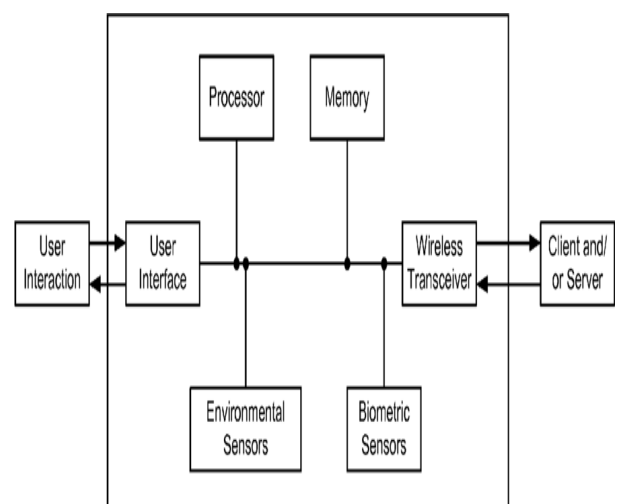 Processor
Memory
User
Interaction
User
Interface
Wireless
Transceiver
Client and/
or Server
Environmental
Sensors
Biometric
Sensors